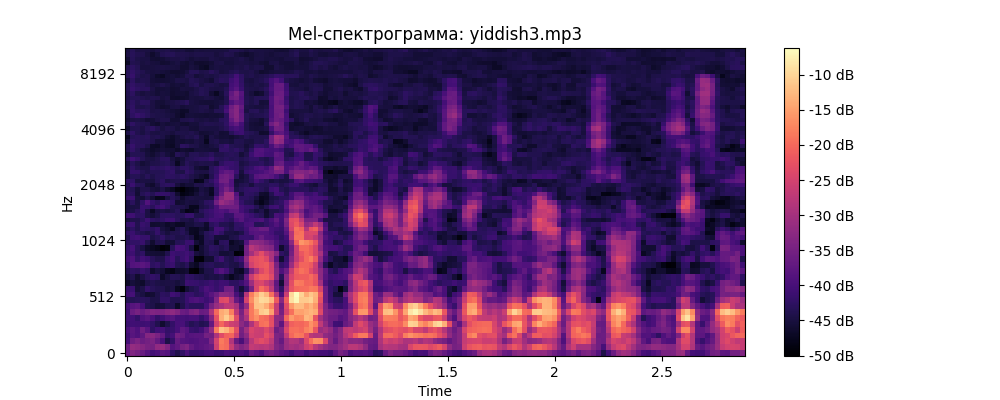 Mel-спектрограмма: yiddish3.mp3
8192
4096
2048
1024
512
0
Hz
0 0.5 1 1.5 2 2.5
Time
-10 dB
-15 dB
-20 dB
-25 dB
-30 dB
-35 dB
-40 dB
-45 dB
-50 dB